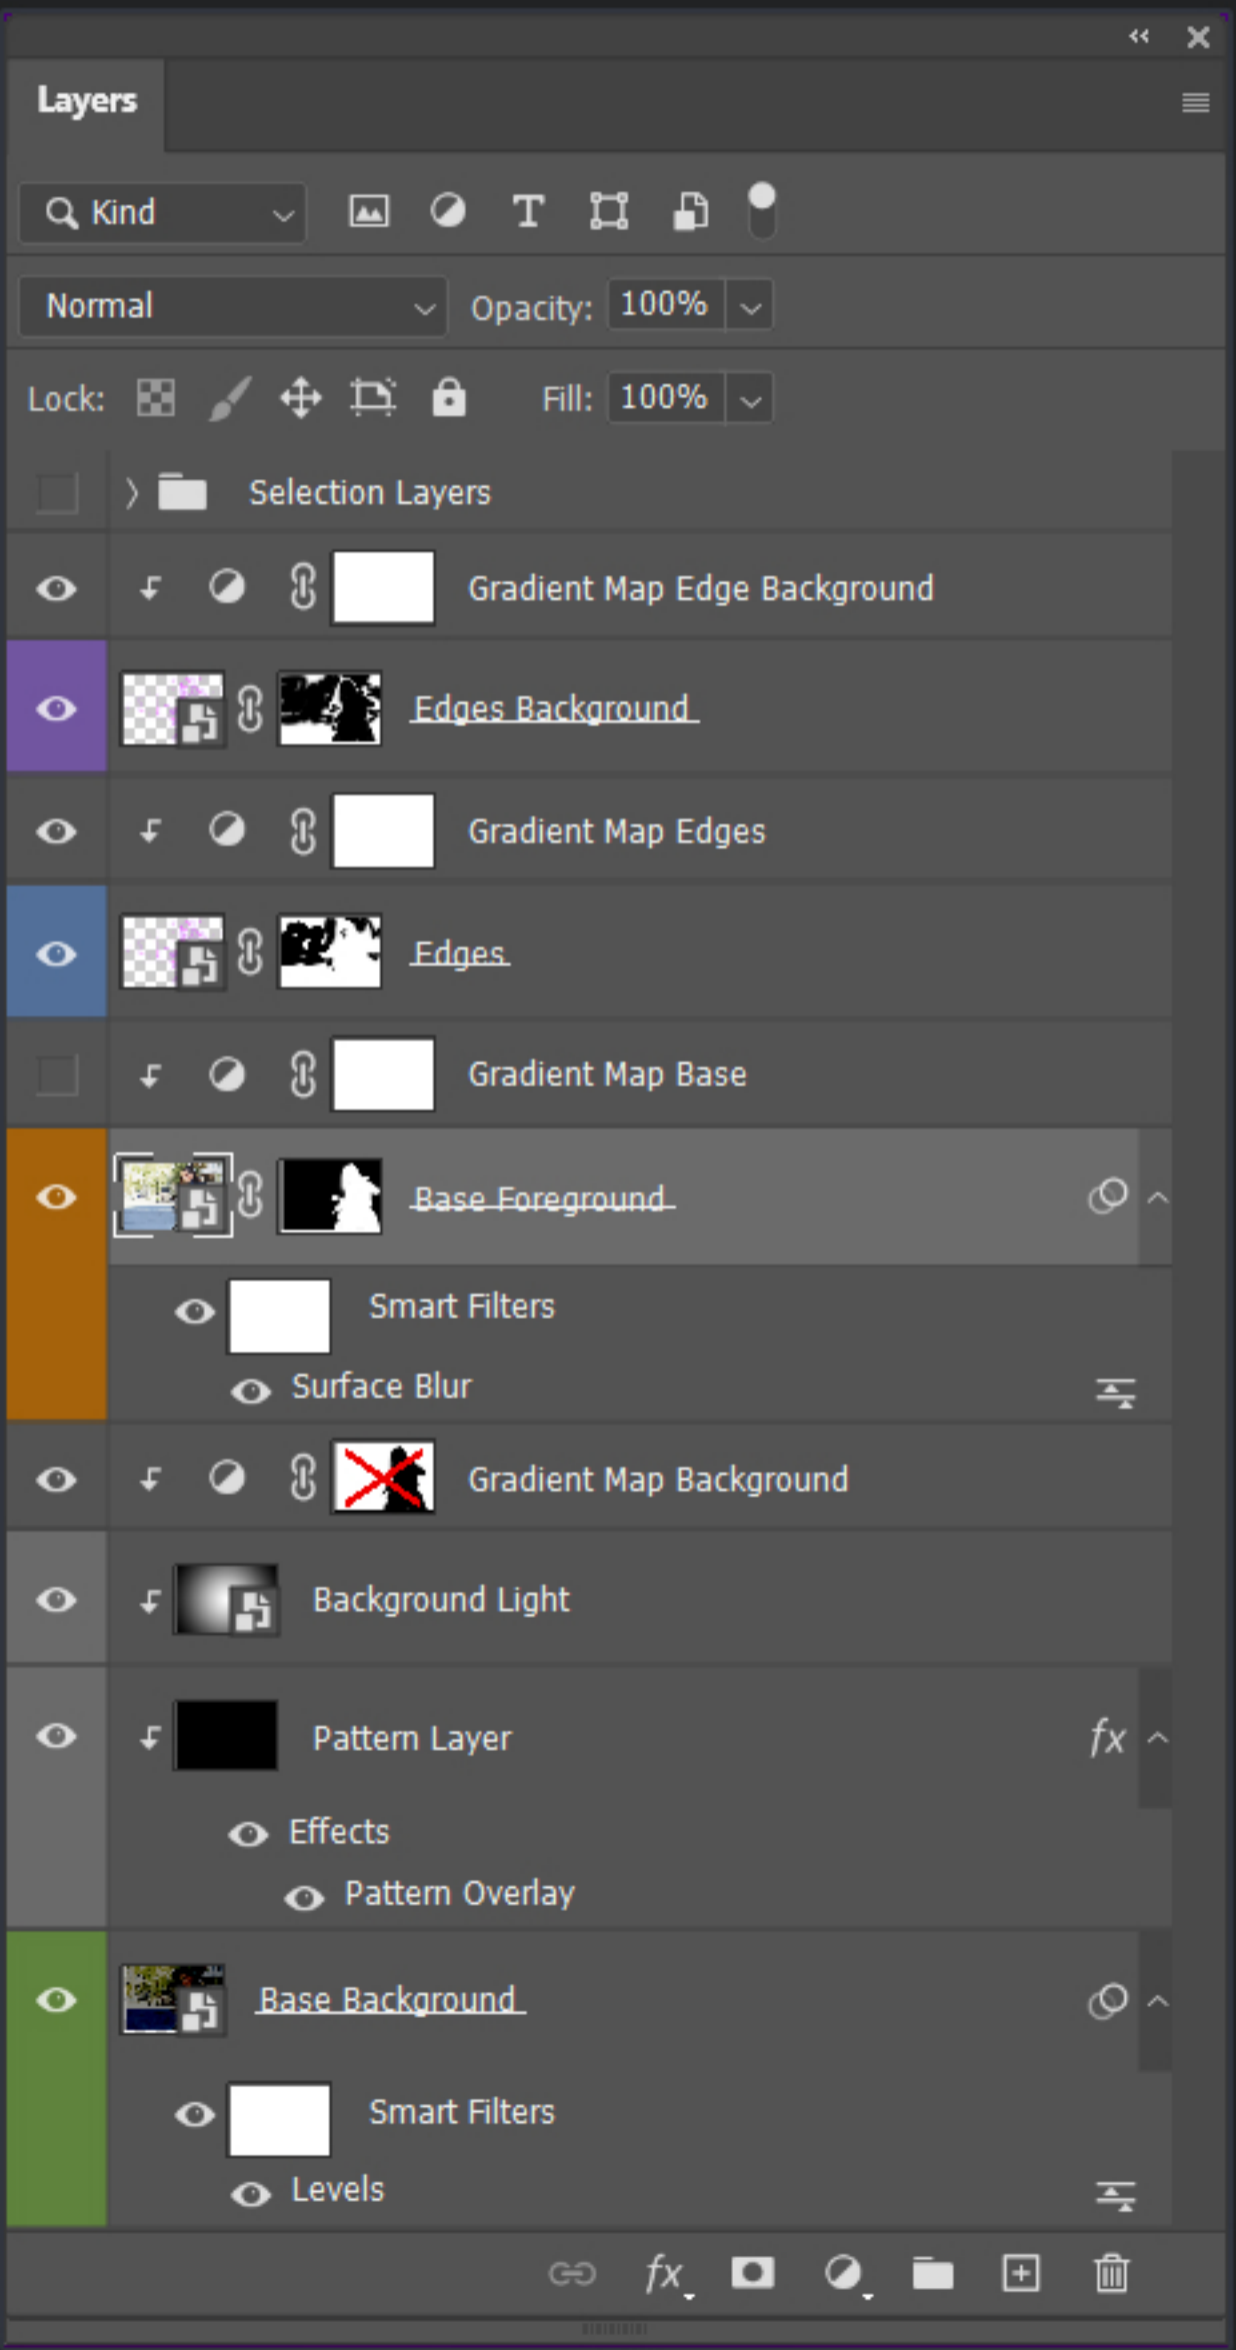 Layers
Kind
Normal Opacity: 100%
Lock: Fill: 100%
Selection Layers
Gradient Map Edge Background
Edges Background
Gradient Map Edges
Edges
Gradient Map Base
Base Foreground
Smart Filters
Surface Blur
Gradient Map Background
Background Light
Pattern Layer fx
Effects
Pattern Overlay
Base Background
Smart Filters
Levels
fx